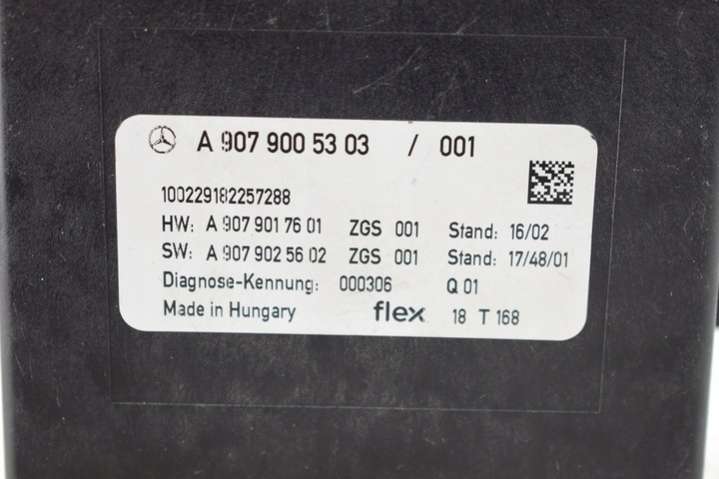 A 907 900 53 03 / 001
100229182257288
HW: A 907 901 76 01 ZGS 001 Stand: 16/02
SW: A 907 902 56 02 ZGS 001 Stand: 17/48/01
Diagnose-Kennung: 000306 Q 01
Made in Hungary flex 18 T 168